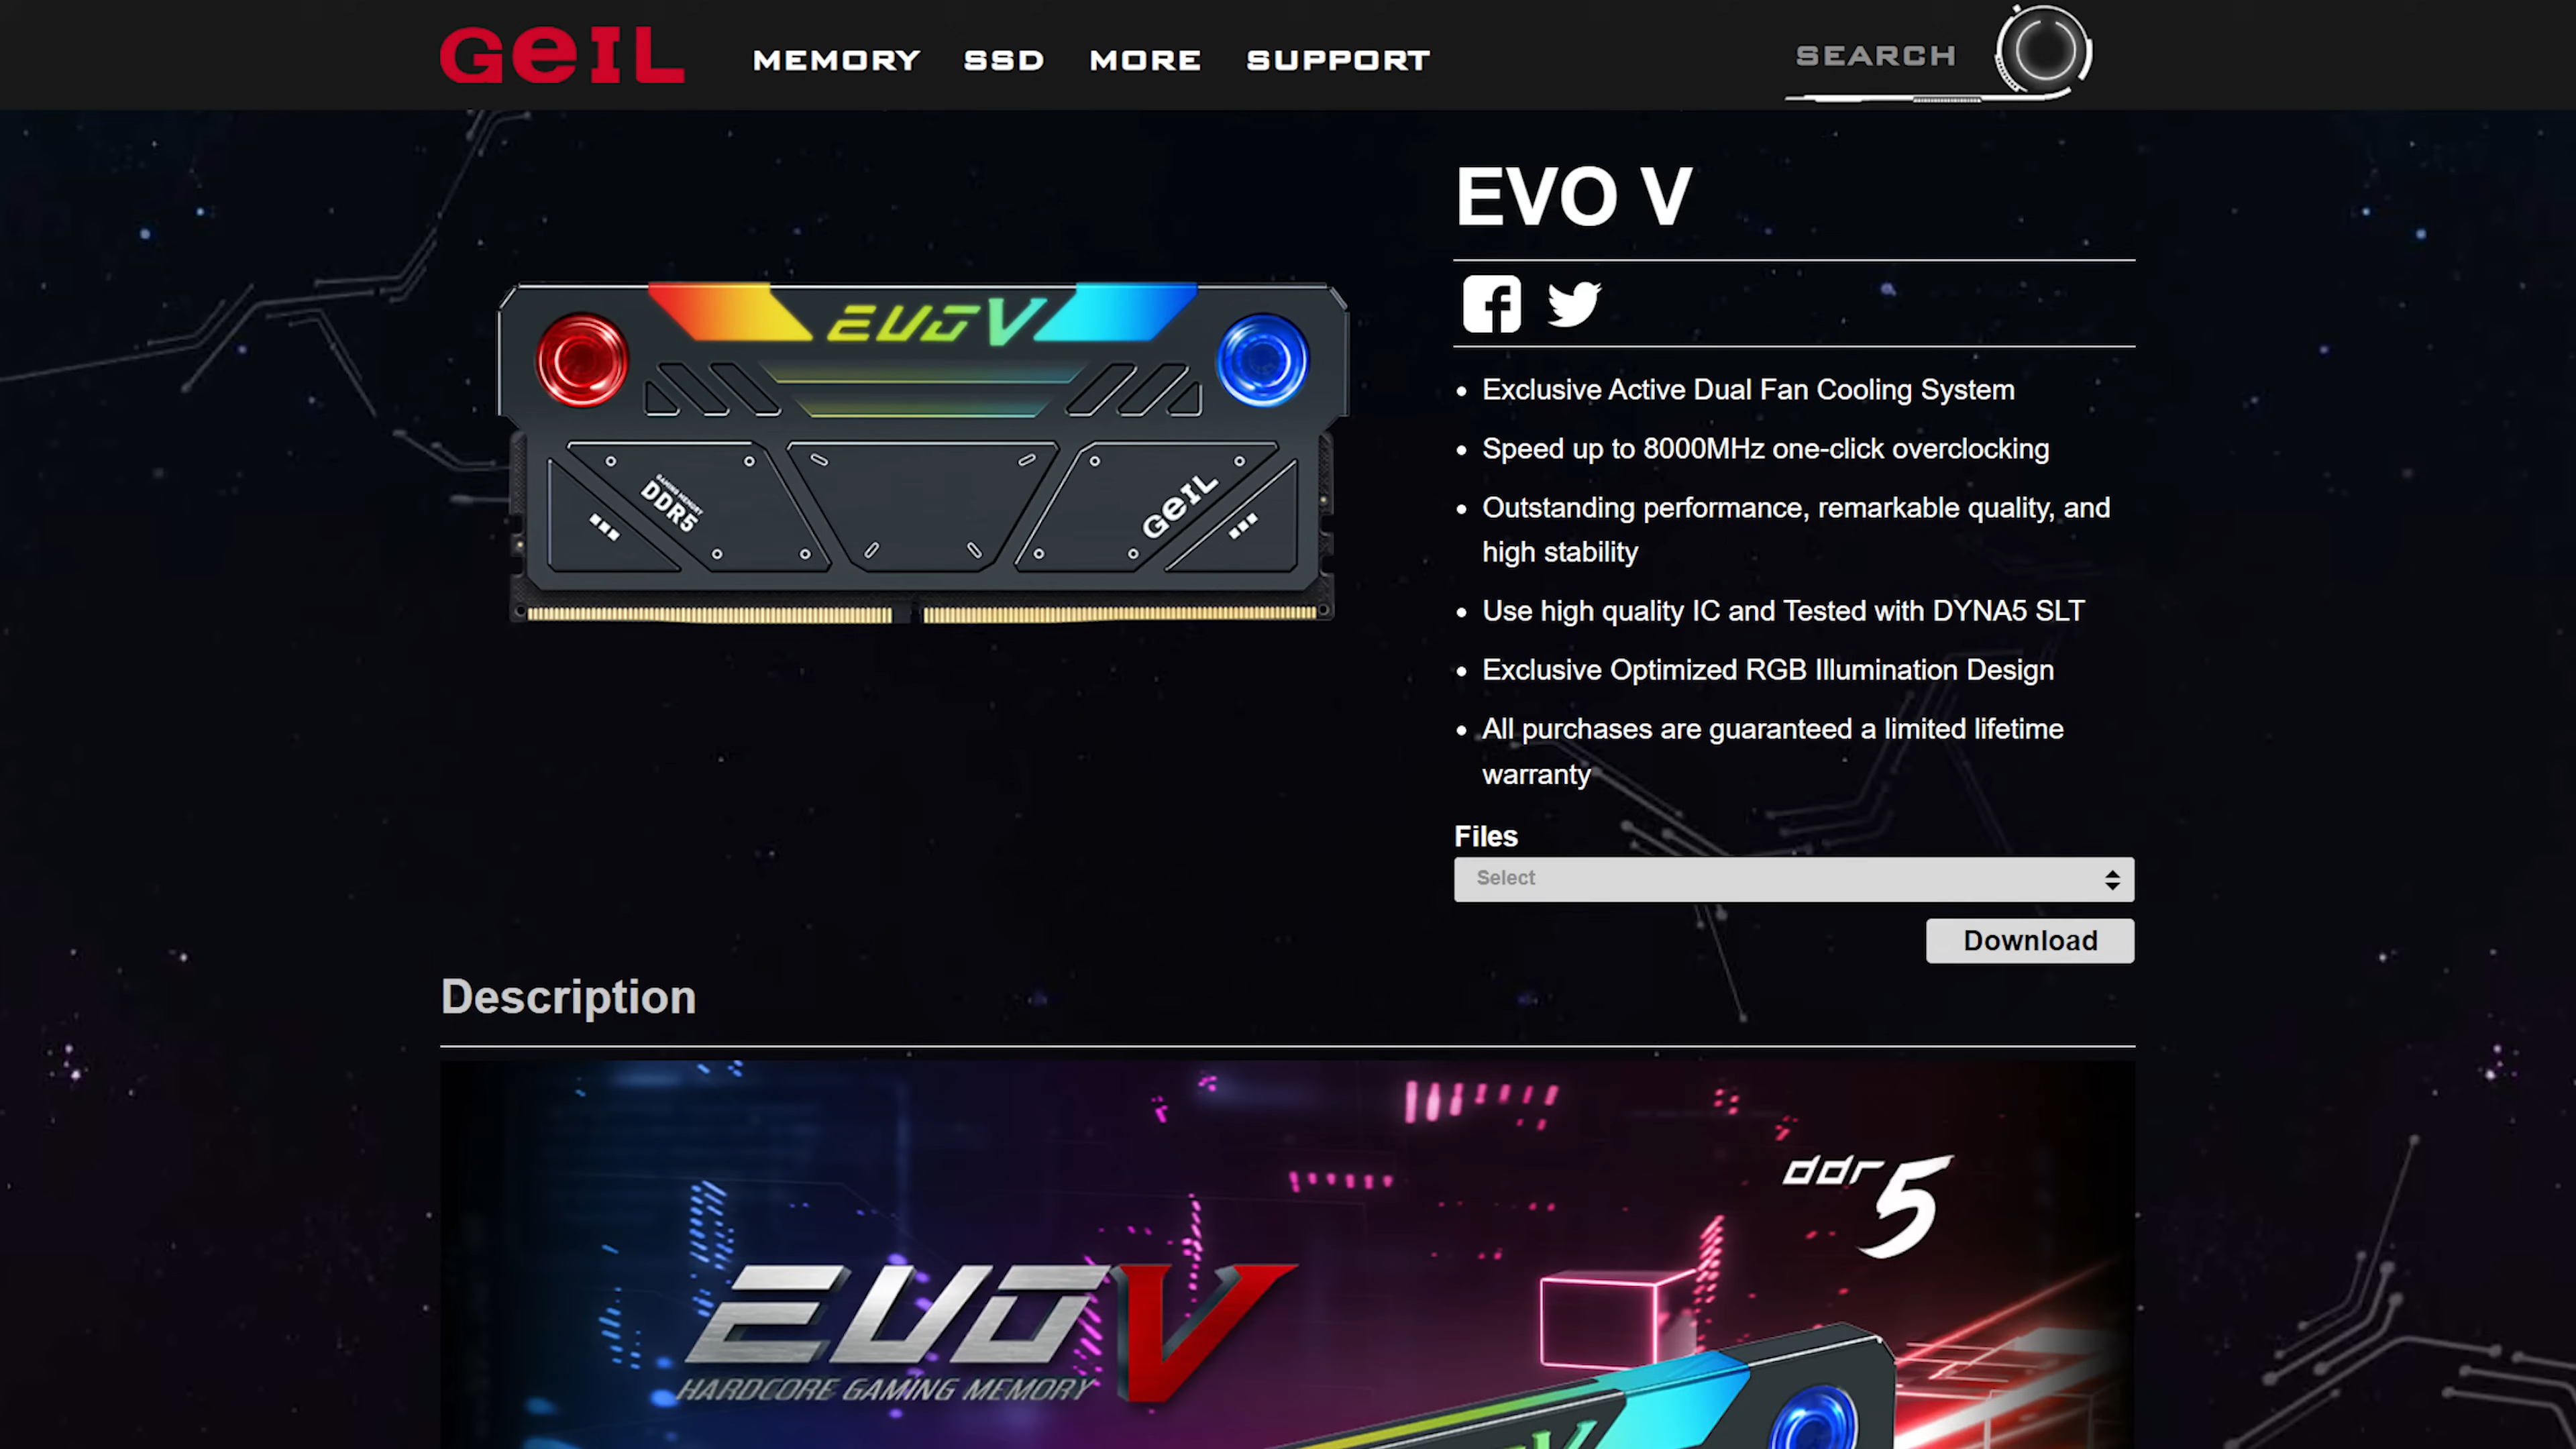 GeIL
MEMORY SSD MORE SUPPORT
SEARCH
EVO V
EVO V
GAMING MEMORY
DDR5
GeIL
Exclusive Active Dual Fan Cooling System
Speed up to 8000MHz one-click overclocking
Outstanding performance, remarkable quality, and
high stability
Use high quality IC and Tested with DYNA5 SLT
Exclusive Optimized RGB Illumination Design
All purchases are guaranteed a limited lifetime
warranty
Files
Select
Download
Description
ddr5
EVO V
HARDCORE GAMING MEMORY
V